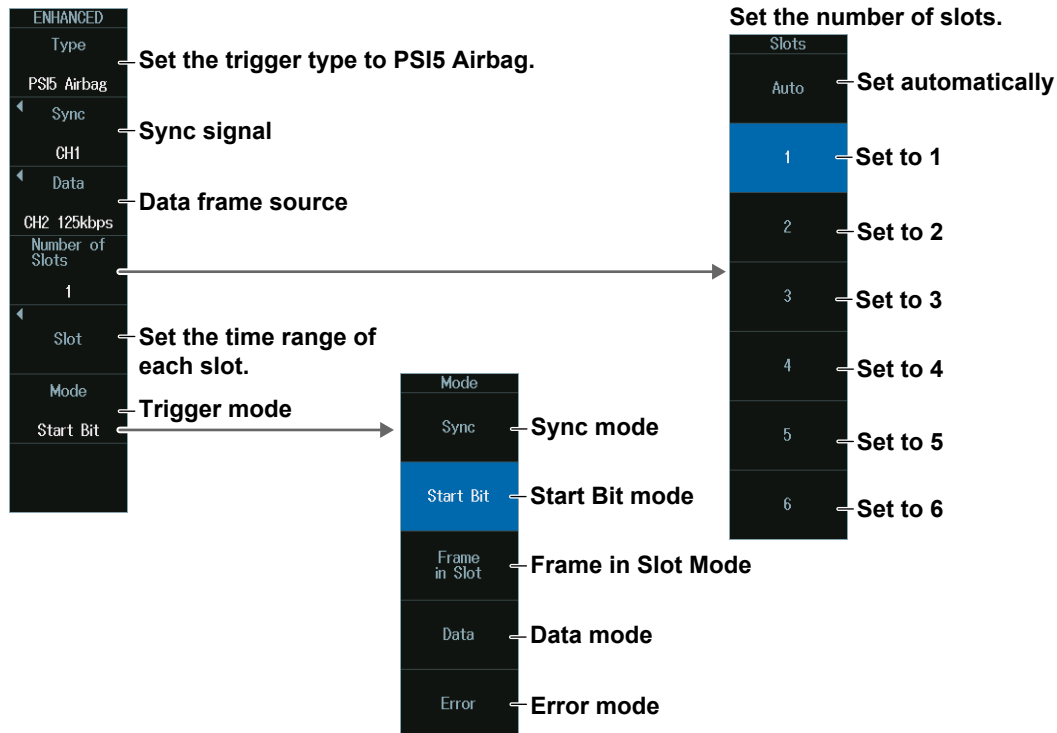 ENHANCED
Type
PSI5 Airbag
Set the trigger type to PSI5 Airbag.
Sync
CH1
Sync signal
Data
CH2 125kbps
Data frame source
Number of
Slots
1
Slot
Set the time range of
each slot.
Mode
Start Bit
Trigger mode
Mode
Sync
Sync mode
Start Bit
Start Bit mode
Frame
in Slot
Frame in Slot Mode
Data
Data mode
Error
Error mode
Set the number of slots.
Slots
Auto
Set automatically
1
Set to 1
2
Set to 2
3
Set to 3
4
Set to 4
5
Set to 5
6
Set to 6